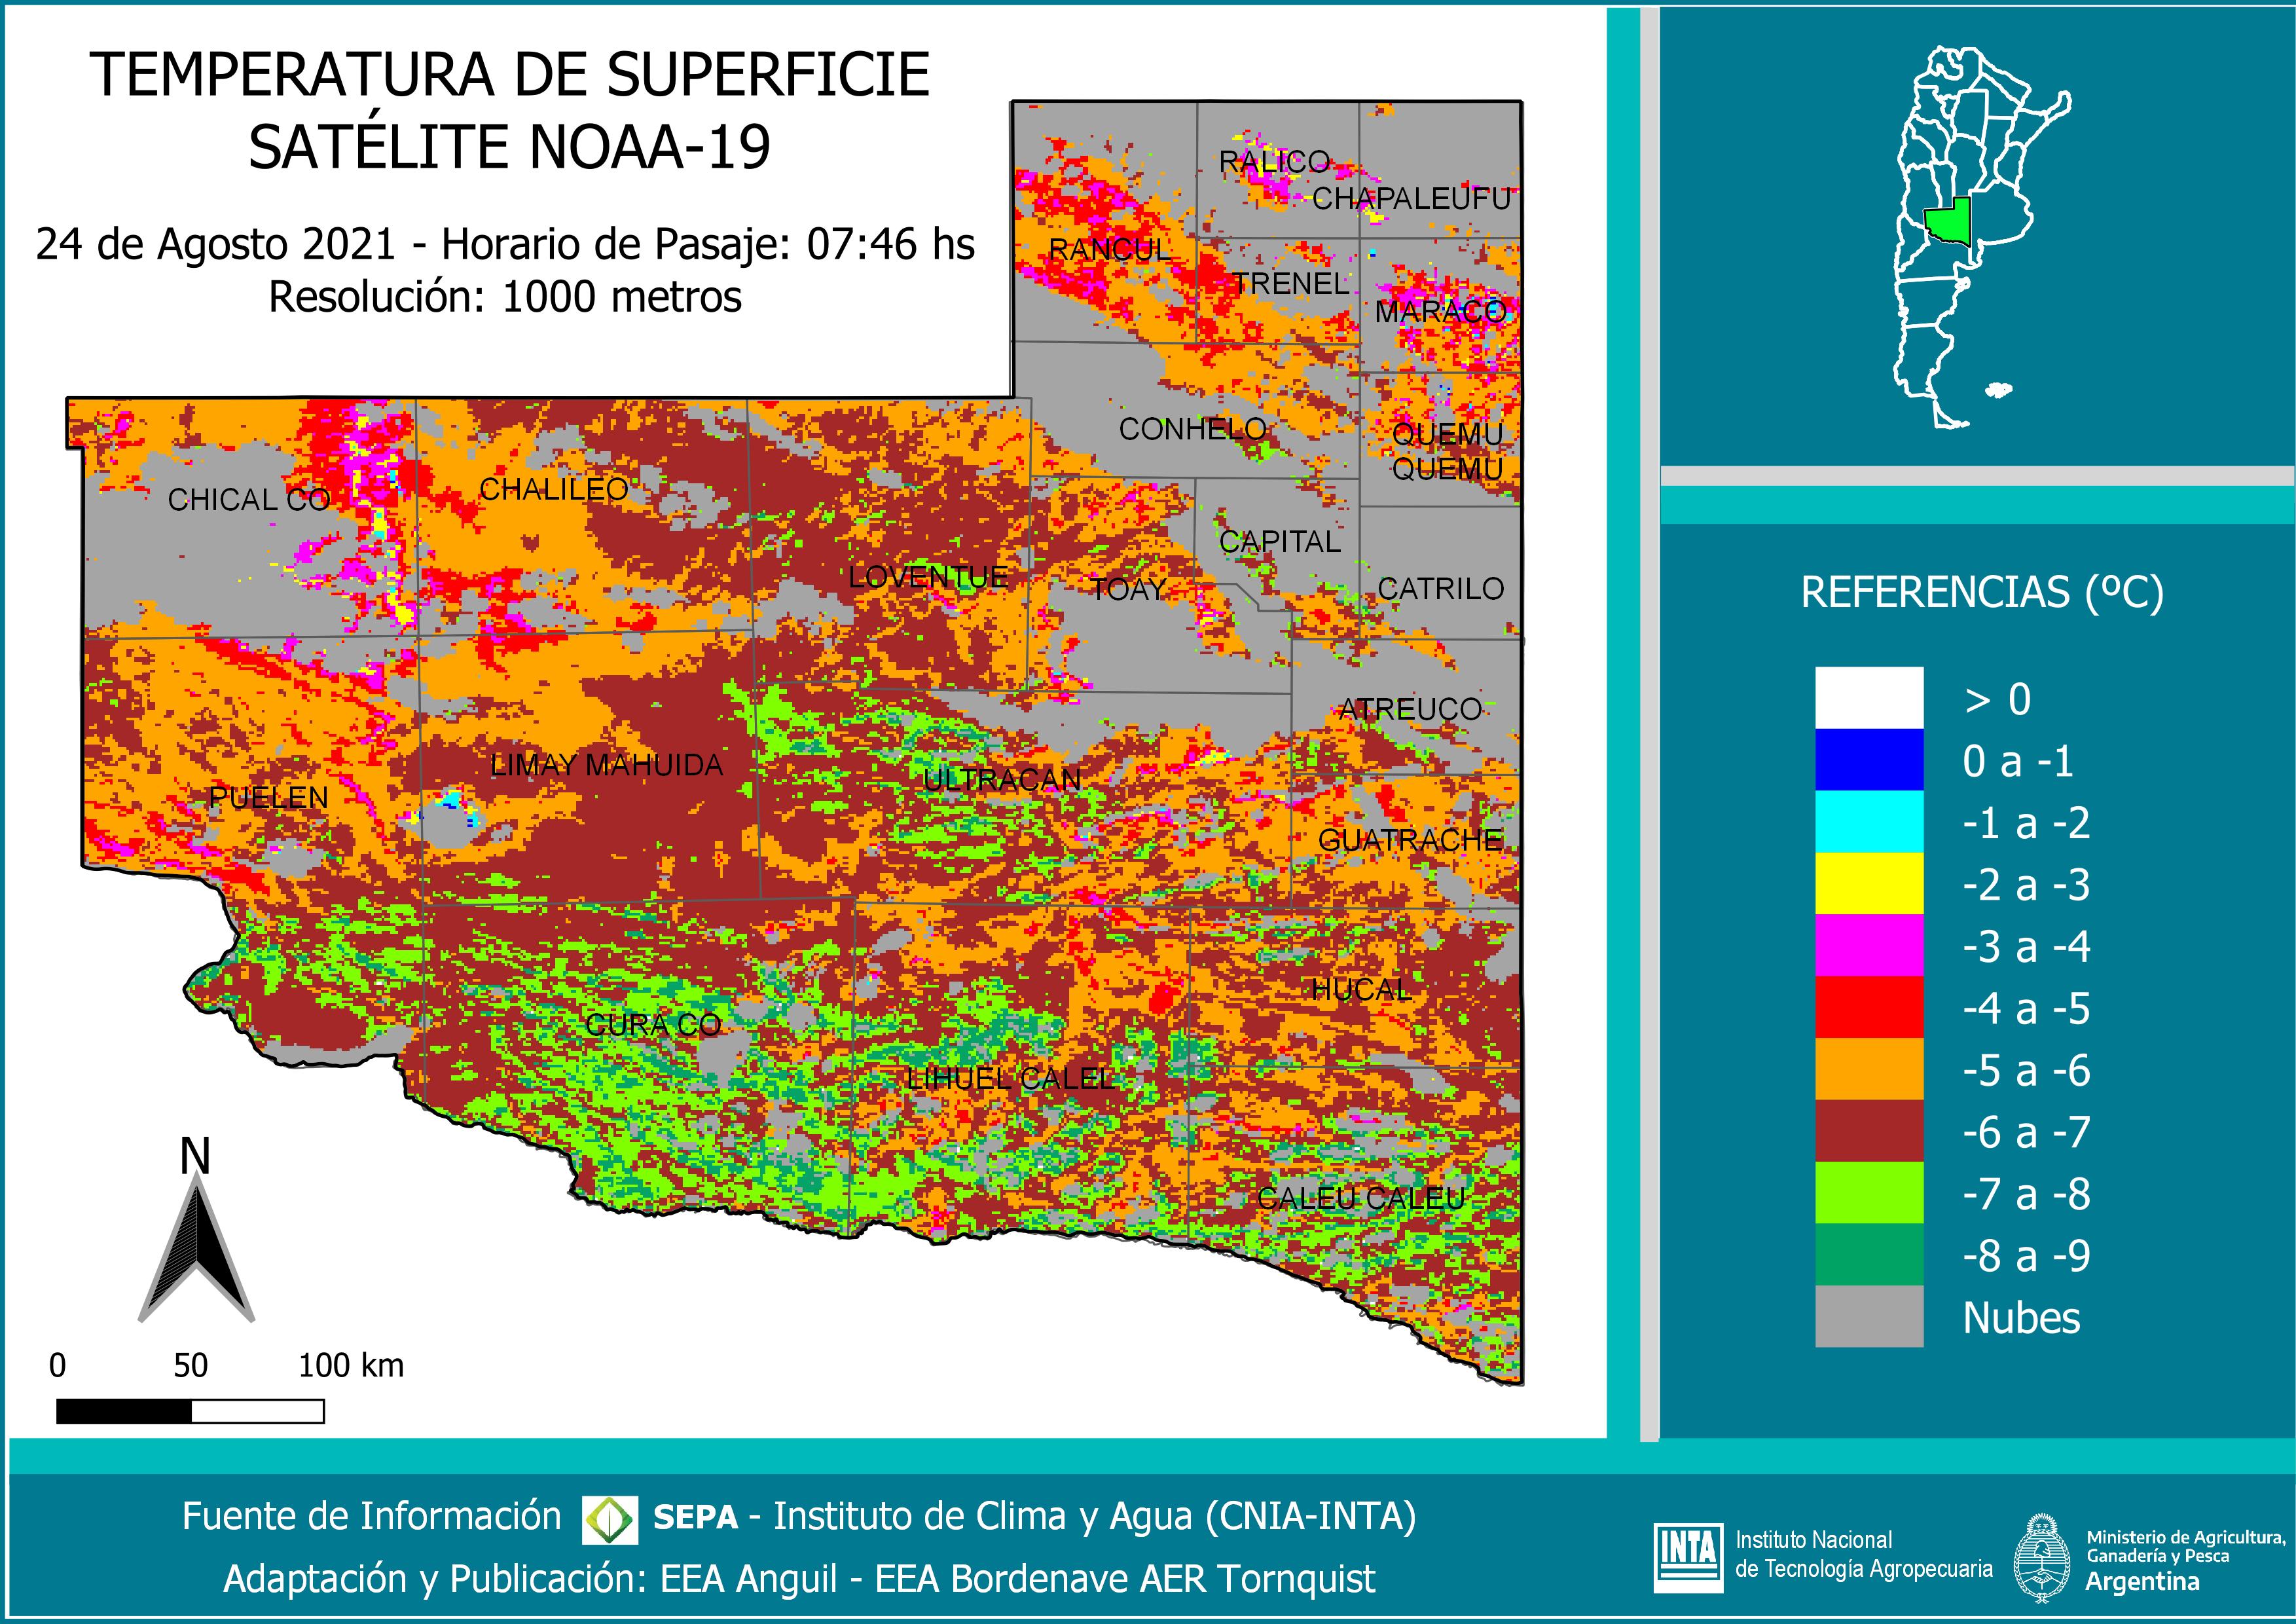 TEMPERATURA DE SUPERFICIE
SATÉLITE NOAA-19
24 de Agosto 2021 - Horario de Pasaje: 07:46 hs
Resolución: 1000 metros
RALICO
CHAPALEUFU
RANCUL
TRENEL
MARACO
CONHELO
QUEMU
QUEMU
CHICAL CO
CHALILEO
CAPITAL
LOVENTUE
TOAY
CATRILO
ATREUCO
LIMAY MAHUIDA
ULTRACAN
PUELEN
GUATRACHE
HUCAL
CURA CO
LIHUEL CALEL
CALEU CALEU
N
0 50 100 km
REFERENCIAS (ºC)
> 0
0 a -1
-1 a -2
-2 a -3
-3 a -4
-4 a -5
-5 a -6
-6 a -7
-7 a -8
-8 a -9
Nubes
Fuente de Información SEPA - Instituto de Clima y Agua (CNIA-INTA)
Adaptación y Publicación: EEA Anguil - EEA Bordenave AER Tornquist
INTA
Instituto Nacional
de Tecnología Agropecuaria
Ministerio de Agricultura,
Ganadería y Pesca
Argentina